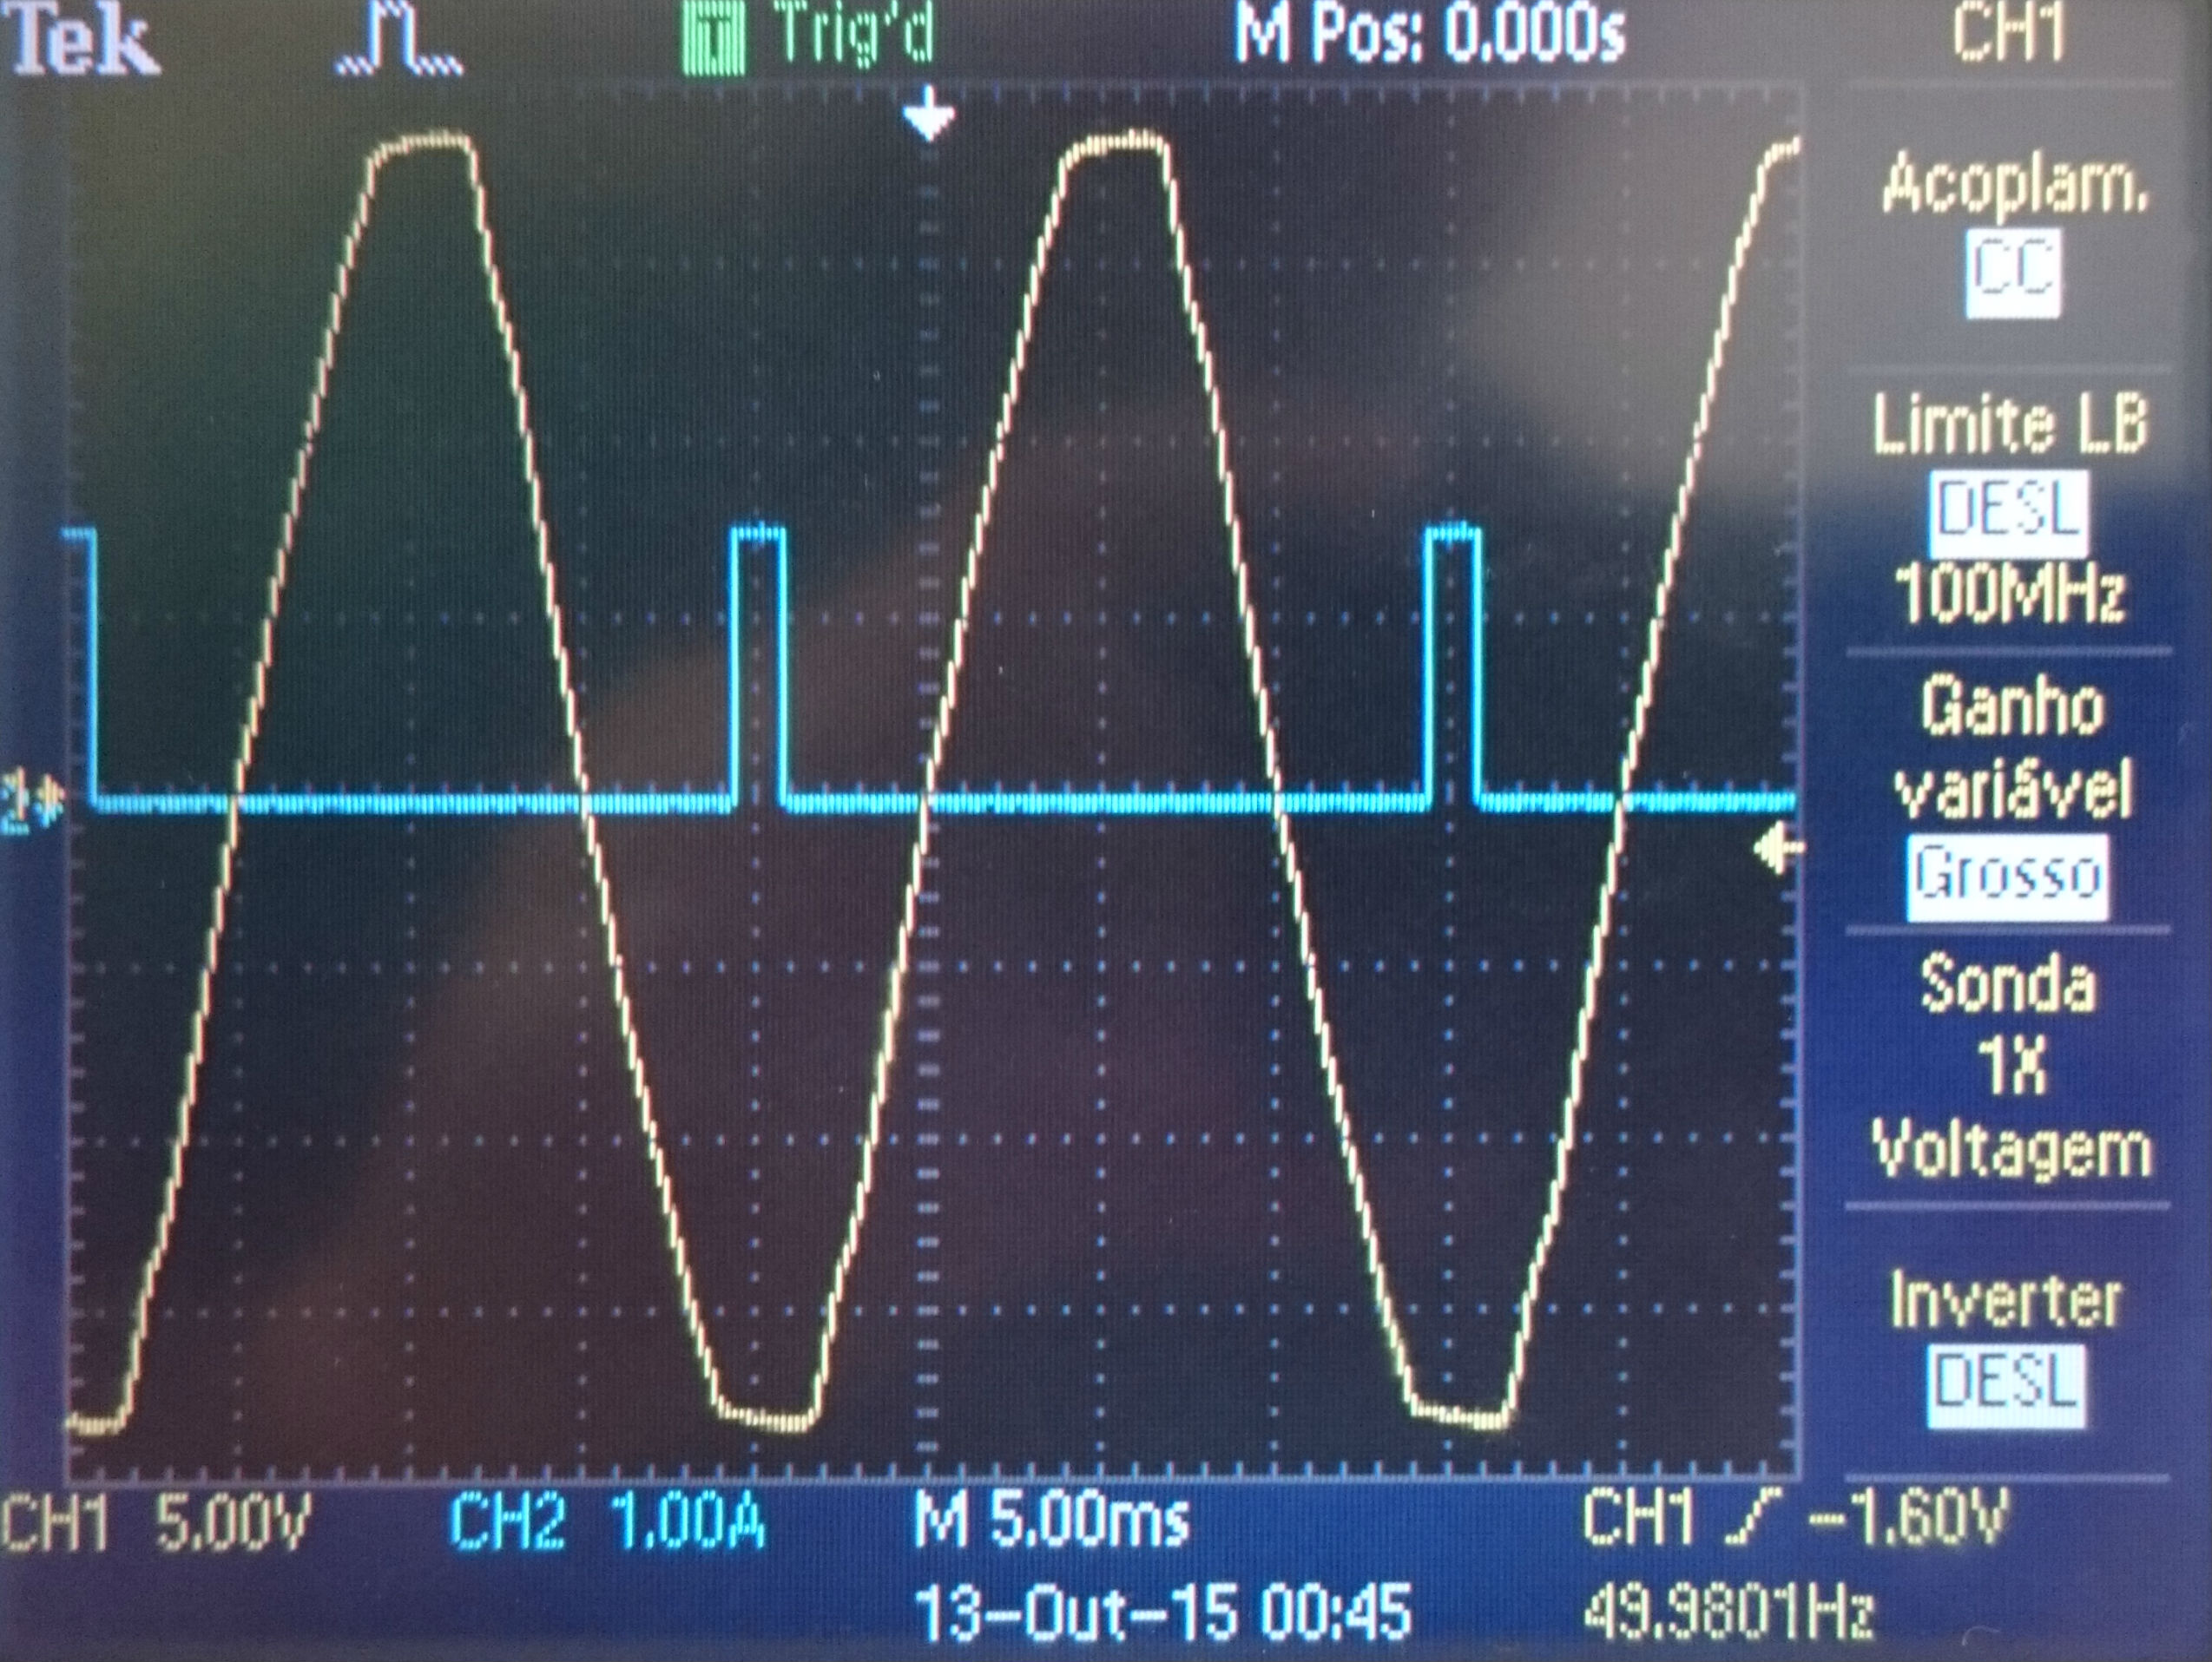 Tek T Trig'd M Pos: 0.000s CH1
Acoplam.
CC
Limite LB
DESL
100MHz
Ganho
variável
Grosso
Sonda
1X
Voltagem
Inverter
DESL
CH1 5.00V CH2 1.00A M 5.00ms CH1 -1.60V
13-Out-15 00:45 49.9801Hz